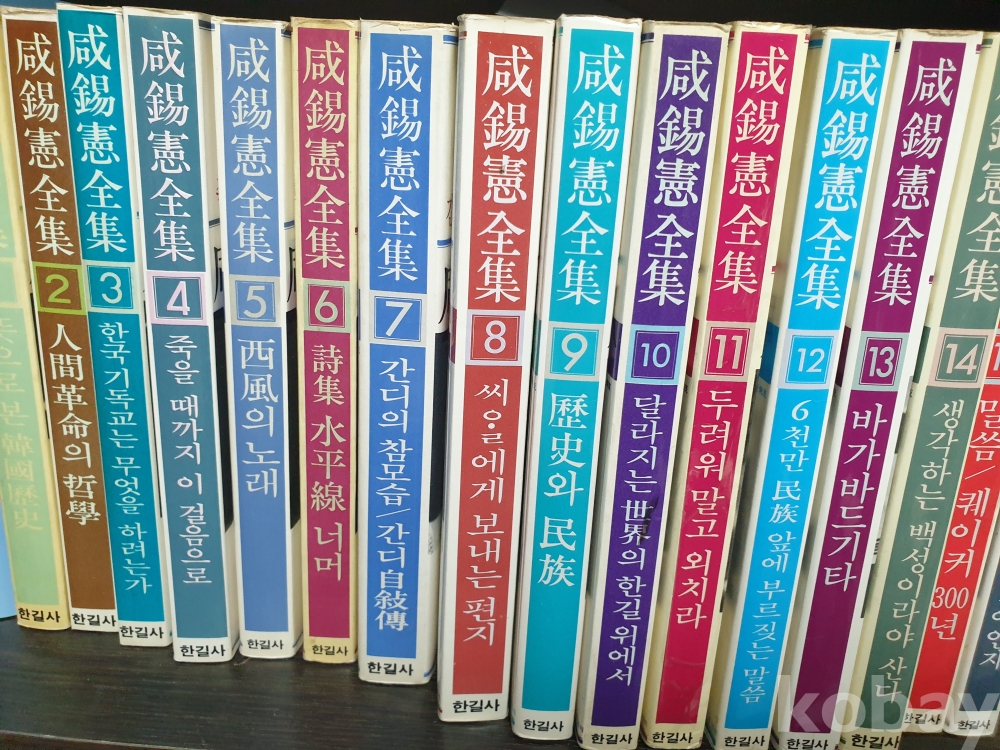 로 본 韓國歷史
한길사
咸錫憲全集
2
人間革命의 哲學
한길사
咸錫憲全集
3
한국기독교는 무엇을 하려는가
한길사
咸錫憲全集
4
죽을 때까지 이 걸음으로
한길사
咸錫憲全集
5
西風의 노래
한길사
咸錫憲全集
6
詩集 水平線 너머
한길사
咸錫憲全集
7
간디의 참모습/간디自敍傳
한길사
咸錫憲全集
8
씨ᄋᆞᆯ에게 보내는 편지
한길사
咸錫憲全集
9
歷史와 民族
한길사
咸錫憲全集
10
달라지는 世界의 한길 위에서
한길사
咸錫憲全集
11
두려워 말고 외치라
한길사
咸錫憲全集
12
6천만 民族 앞에 부르짖는 말씀
한길사
咸錫憲全集
13
바가바드기타
한길사
錫憲全集
14
생각하는 백성이라야 산다
한길사
말씀/퀘이커 300년
한길사
kobay